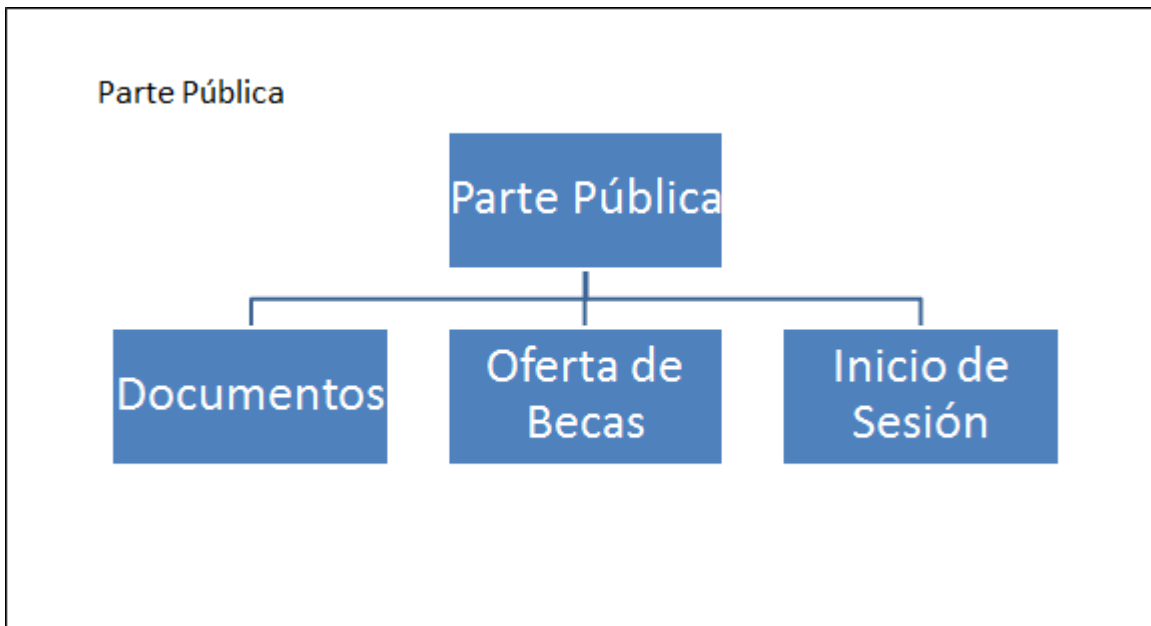 Parte Pública
Parte Pública
Documentos
Oferta de
Becas
Inicio de
Sesión